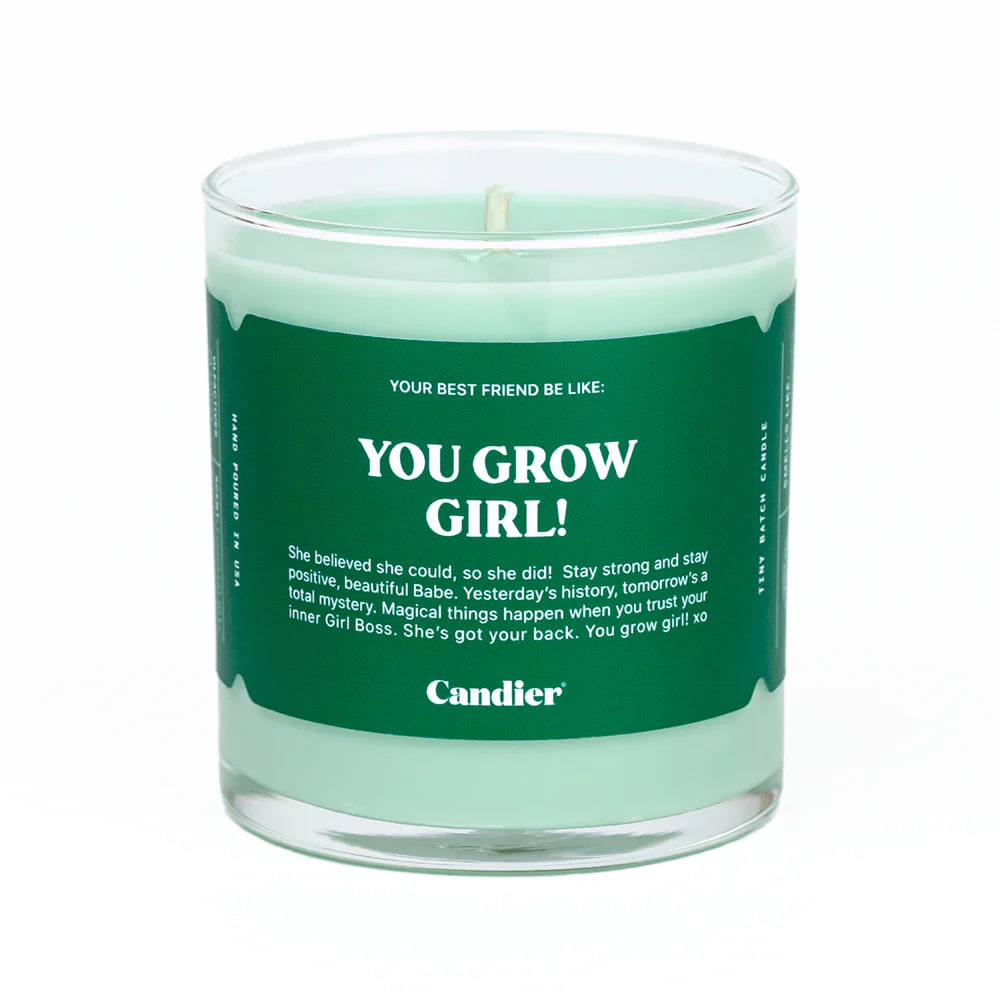 YOUR BEST FRIEND BE LIKE:
YOU GROW
GIRL!
She believed she could, so she did! Stay strong and stay
positive, beautiful Babe. Yesterday's history, tomorrow's a
total mystery. Magical things happen when you trust your
inner Girl Boss. She's got your back. You grow girl! xo
Candier®
HAND POURED IN USA
TINY BATCH CANDLE
SMELLS LIKE: